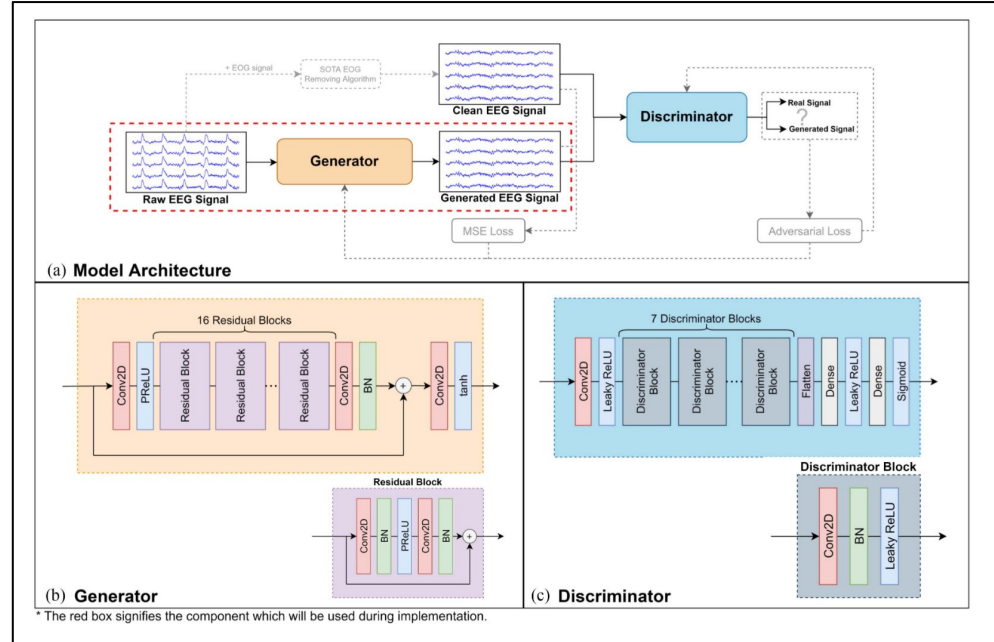 + EOG signal
SOTA EOG
Removing Algorithm
Clean EEG Signal
Discriminator
Real Signal
?
Generated Signal
Raw EEG Signal
Generator
Generated EEG Signal
MSE Loss
Adversarial Loss
(a) Model Architecture
16 Residual Blocks
Conv2D
PReLU
Residual Block
Residual Block
...
Residual Block
Conv2D
BN
+
Conv2D
tanh
Residual Block
Conv2D
BN
PReLU
Conv2D
BN
+
(b) Generator
7 Discriminator Blocks
Conv2D
Leaky ReLU
Discriminator
Block
Discriminator
Block
....
Discriminator
Block
Flatten
Dense
Leaky ReLU
Dense
Sigmoid
Discriminator Block
Conv2D
BN
Leaky ReLU
(c) Discriminator
* The red box signifies the component which will be used during implementation.